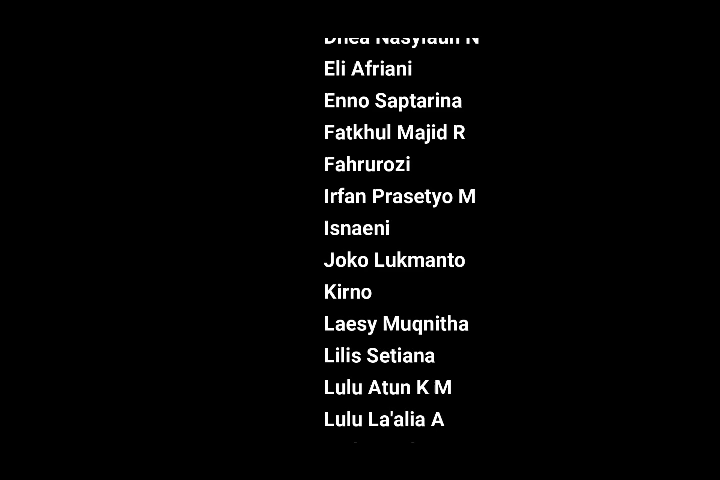 Dhea N
Eli Afriani
Enno Saptarina
Fatkhul Majid R
Fahrurozi
Irfan Prasetyo M
Isnaeni
Joko Lukmanto
Kirno
Laesy Muqnitha
Lilis Setiana
Lulu Atun K M
Lulu La'alia A